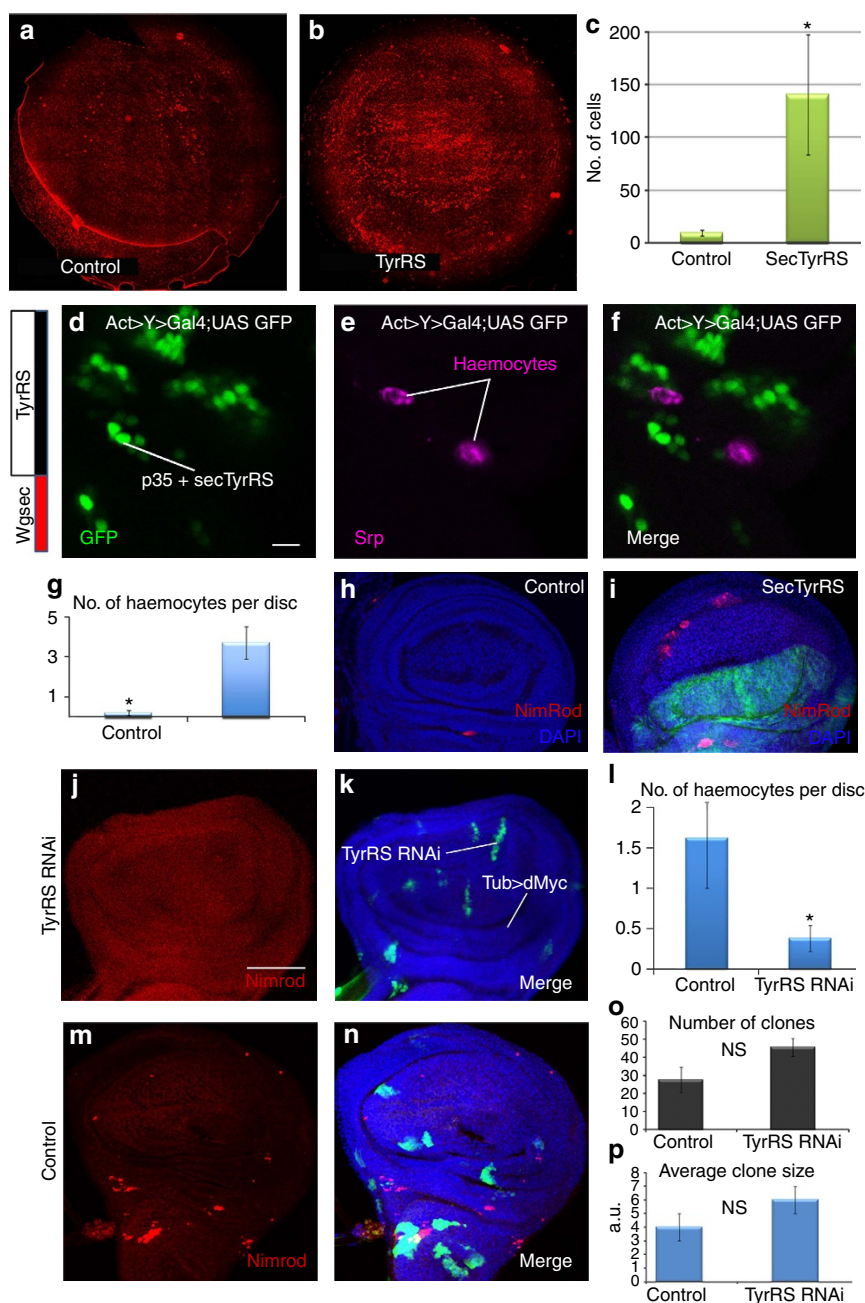 a
Control
b
TyrRS
c
No. of cells
200
150
100
50
0
*
Control
SecTyrRS
TyrRS
Wgsec
d
Act>Y>Gal4;UAS GFP
p35 + secTyrRS
GFP
e
Act>Y>Gal4;UAS GFP
Haemocytes
Srp
f
Act>Y>Gal4;UAS GFP
Merge
g
No. of haemocytes per disc
5
3
1
*
Control
h
Control
NimRod
DAPI
i
SecTyrRS
NimRod
DAPI
TyrRS RNAi
j
Nimrod
k
TyrRS RNAi
Tub>dMyc
Merge
l
No. of haemocytes per disc
2
1.5
1
0.5
0
*
Control
TyrRS RNAi
Control
m
Nimrod
n
Merge
o
Number of clones
60
50
40
30
20
10
0
NS
Control
TyrRS RNAi
p
Average clone size
a.u.
8
7
6
5
4
3
2
1
0
NS
Control
TyrRS RNAi